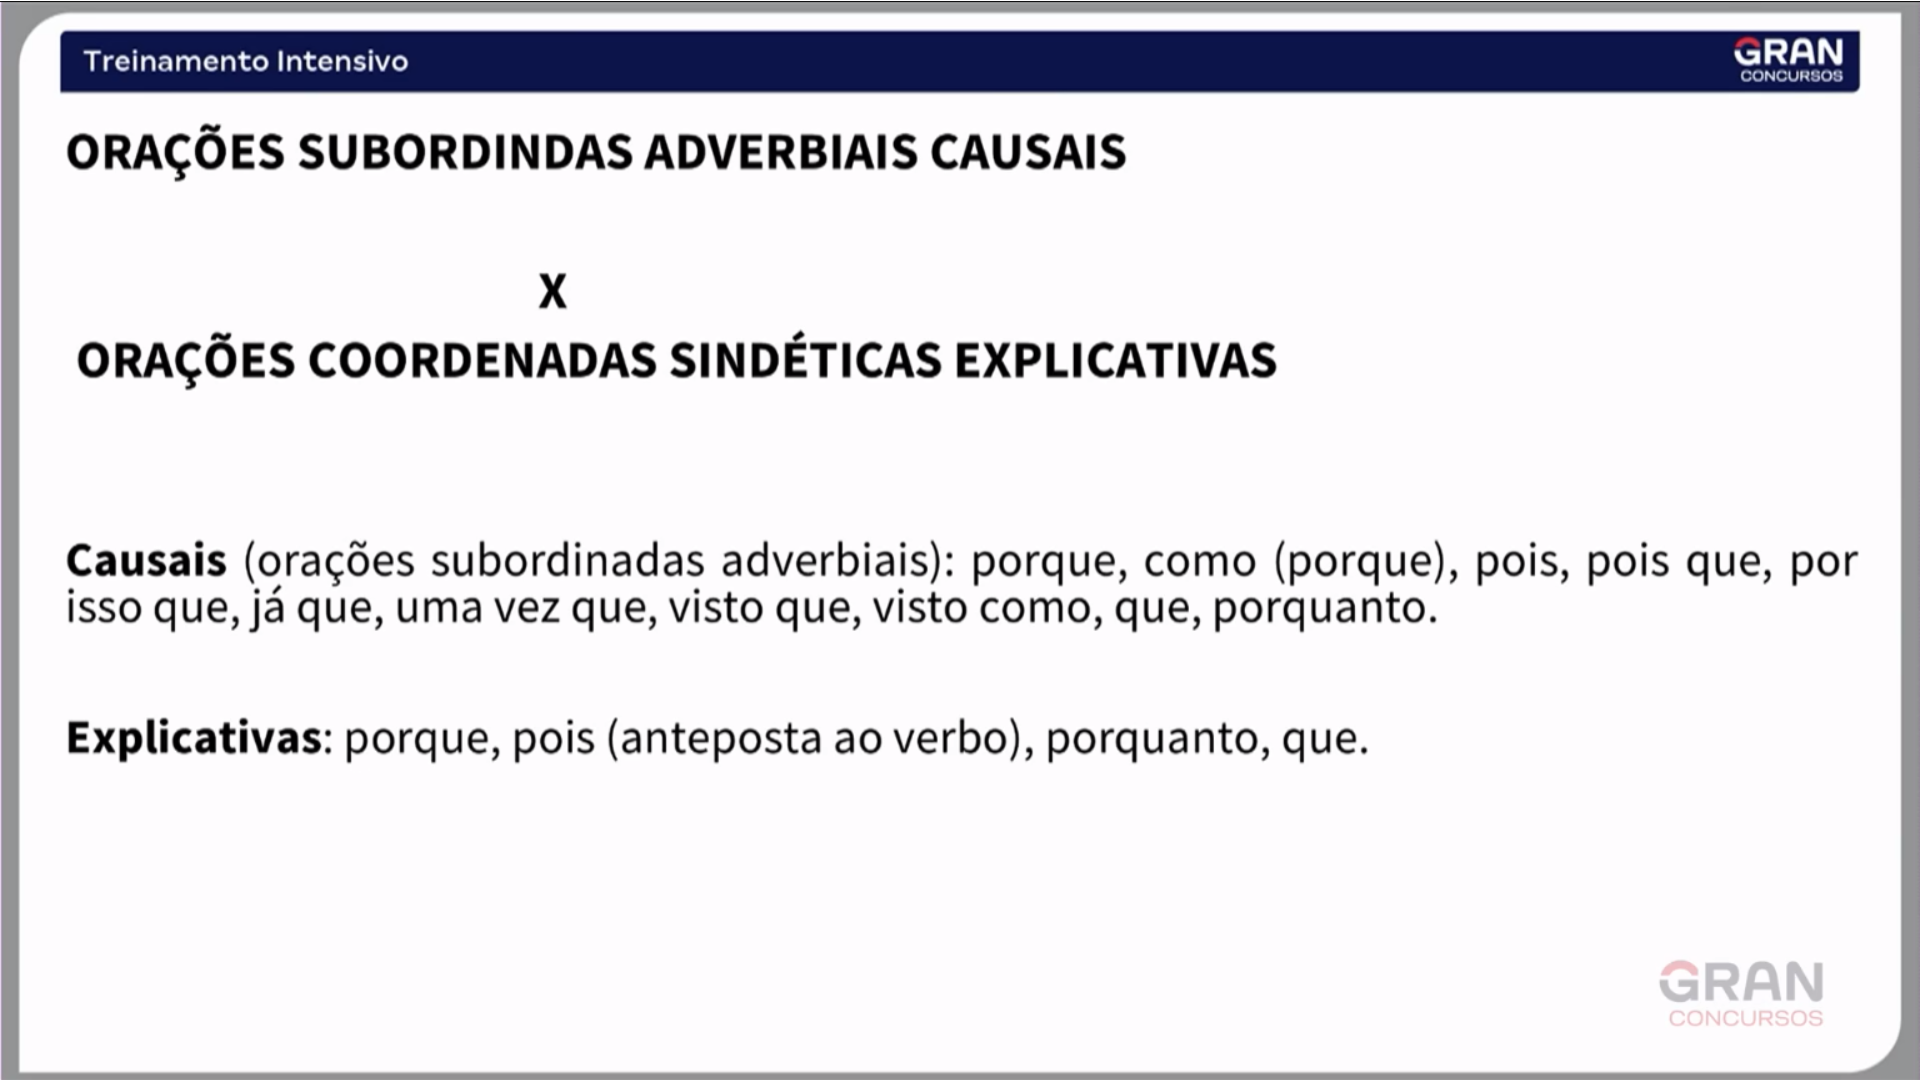 Treinamento Intensivo
GRAN
CONCURSOS
ORAÇÕES SUBORDINDAS ADVERBIAIS CAUSAIS
X
ORAÇÕES COORDENADAS SINDÉTICAS EXPLICATIVAS
Causais (orações subordinadas adverbiais): porque, como (porque), pois, pois que, por
isso que, já que, uma vez que, visto que, visto como, que, porquanto.
Explicativas: porque, pois (anteposta ao verbo), porquanto, que.
GRAN
CONCURSOS